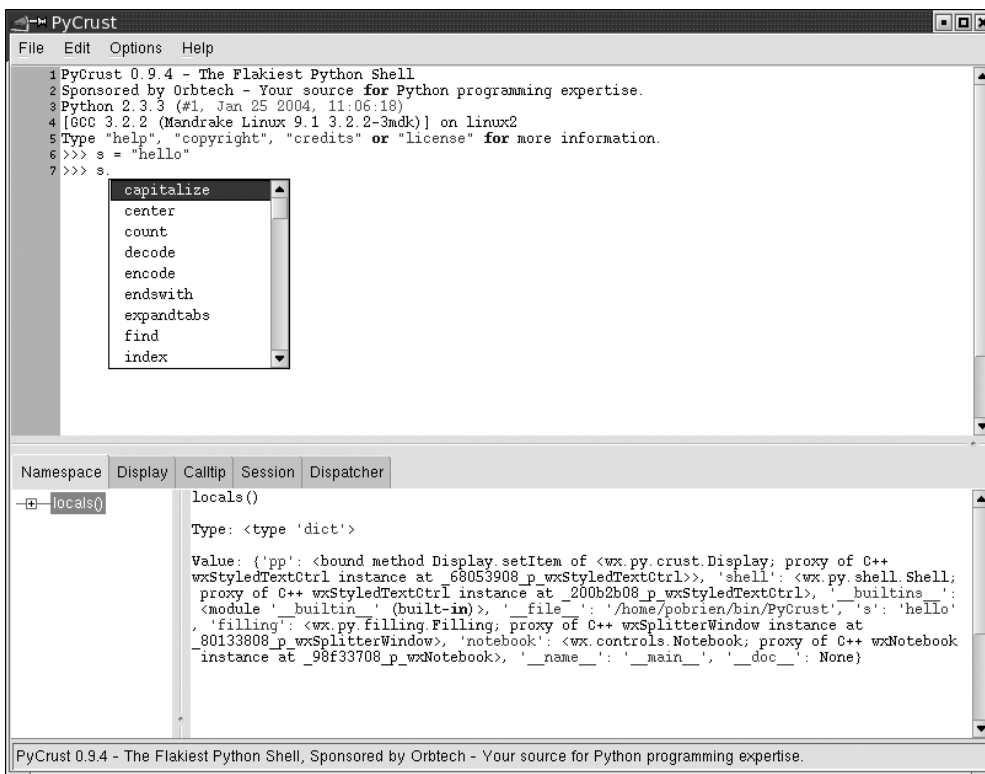 PyCrust
File Edit Options Help
1 PyCrust 0.9.4 - The Flakiest Python Shell
2 Sponsored by Orbtech - Your source for Python programming expertise.
3 Python 2.3.3 (#1, Jan 25 2004, 11:06:18)
4 [GCC 3.2.2 (Mandrake Linux 9.1 3.2.2-3mdk)] on linux2
5 Type "help", "copyright", "credits" or "license" for more information.
6 >>> s = "hello"
7 >>> s.
capitalize
center
count
decode
encode
endswith
expandtabs
find
index
Namespace Display Calltip Session Dispatcher
locals()
locals()
Type: <type 'dict'>
Value: {'pp': <bound method Display.setItem of <wx.py.crust.Display; proxy of C++
wxStyledTextCtrl instance at _68053908_p_wxStyledTextCtrl>>, 'shell': <wx.py.shell.Shell;
proxy of C++ wxStyledTextCtrl instance at _200b2b08_p_wxStyledTextCtrl>, '__builtins__':
<module '__builtin__' (built-in)>, '__file__': '/home/pobrien/bin/PyCrust', 's': 'hello'
, 'filling': <wx.py.filling.Filling; proxy of C++ wxSplitterWindow instance at
_80133808_p_wxSplitterWindow>, 'notebook': <wx.controls.Notebook; proxy of C++ wxNotebook
instance at _98f33708_p_wxNotebook>, '__name__': '__main__', '__doc__': None}
PyCrust 0.9.4 - The Flakiest Python Shell, Sponsored by Orbtech - Your source for Python programming expertise.